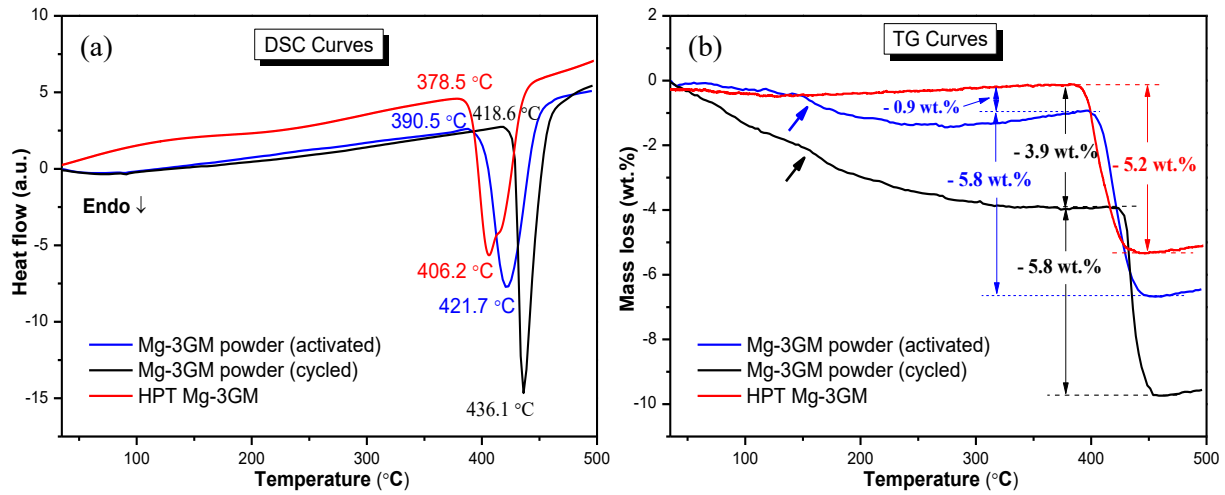 (a)
DSC Curves
10
5
0
-5
-10
-15
Heat flow (a.u.)
378.5 °C
418.6 °C
390.5 °C
Endo ↓
406.2 °C
421.7 °C
436.1 °C
Mg-3GM powder (activated)
Mg-3GM powder (cycled)
HPT Mg-3GM
100 200 300 400 500
Temperature (°C)
(b)
TG Curves
2
0
-2
-4
-6
-8
-10
Mass loss (wt.%)
- 0.9 wt.%
- 3.9 wt.%
- 5.2 wt.%
- 5.8 wt.%
- 5.8 wt.%
Mg-3GM powder (activated)
Mg-3GM powder (cycled)
HPT Mg-3GM
100 200 300 400 500
Temperature (°C)